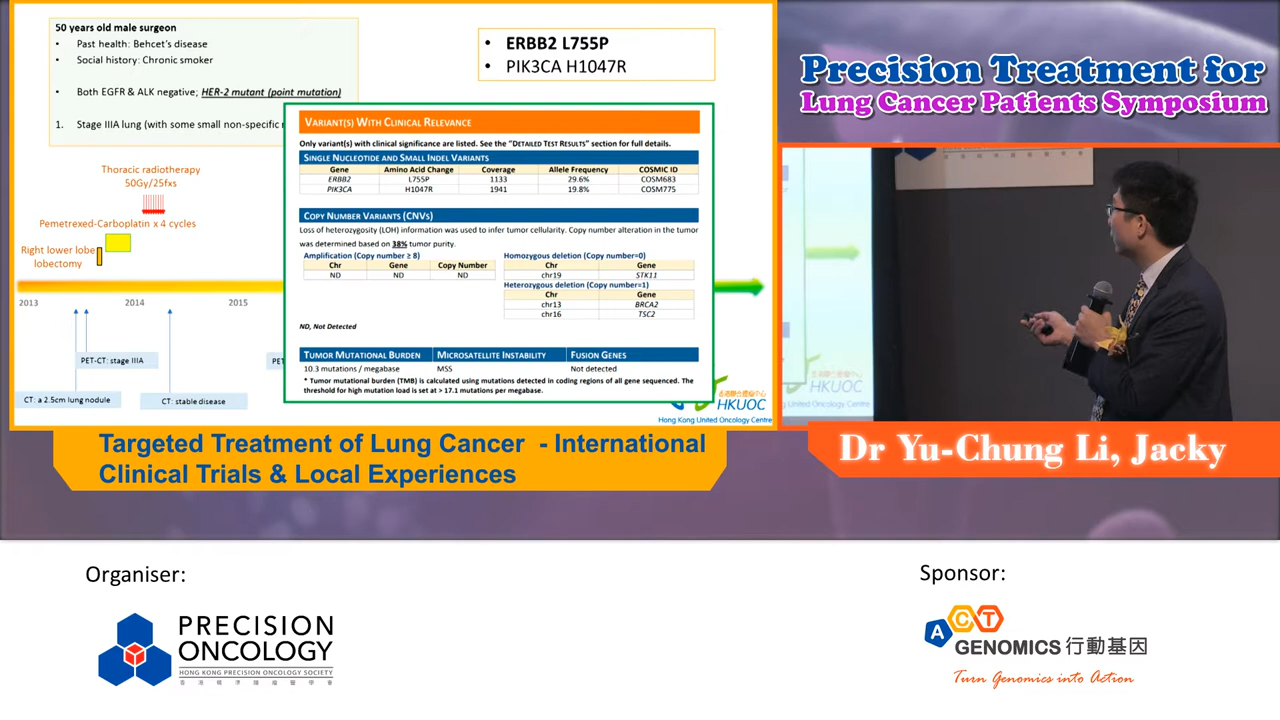 50 years old male surgeon
• Past health: Behcet's disease
• Social history: Chronic smoker
• Both EGFR & ALK negative; HER-2 mutant (point mutation)
1. Stage IIIA lung (with some small non-specific
• ERBB2 L755P
• PIK3CA H1047R
Thoracic radiotherapy
50Gy/25fxs
Pemetrexed-Carboplatin x 4 cycles
Right lower lobe
lobectomy
2013 2014 2015
PET-CT: stage IIIA
CT: a 2.5cm lung nodule
CT: stable disease
VARIANT(S) WITH CLINICAL RELEVANCE
Only variant(s) with clinical significance are listed. See the "DETAILED TEST RESULTS" section for full details.
SINGLE NUCLEOTIDE AND SMALL INDEL VARIANTS
Gene Amino Acid Change Coverage Allele Frequency COSMIC ID
ERBB2 L755P 1133 29.6% COSM683
PIK3CA H1047R 1941 19.8% COSM775
COPY NUMBER VARIANTS (CNVS)
Loss of heterozygosity (LOH) information was used to infer tumor cellularity. Copy number alteration in the tumor
was determined based on 38% tumor purity.
Amplification (Copy number ≥ 8)
Chr Gene Copy Number
ND ND ND
Homozygous deletion (Copy number=0)
Chr Gene
chr19 STK11
Heterozygous deletion (Copy number=1)
Chr Gene
chr13 BRCA2
chr16 TSC2
ND, Not Detected
TUMOR MUTATIONAL BURDEN MICROSATELLITE INSTABILITY FUSION GENES
10.3 mutations / megabase MSS Not detected
* Tumor mutational burden (TMB) is calculated using mutations detected in coding regions of all gene sequenced. The
threshold for high mutation load is set at > 17.1 mutations per megabase.
HKUOC
Hong Kong United Oncology Centre
Precision Treatment for
Lung Cancer Patients Symposium
HKUOC
United Oncology Centre
Targeted Treatment of Lung Cancer - International
Clinical Trials & Local Experiences
Dr Yu-Chung Li, Jacky
Organiser:
PRECISION
ONCOLOGY
HONG KONG PRECISION ONCOLOGY SOCIETY
Sponsor:
ACT
GENOMICS 行動基因
Turn Genomics into Action